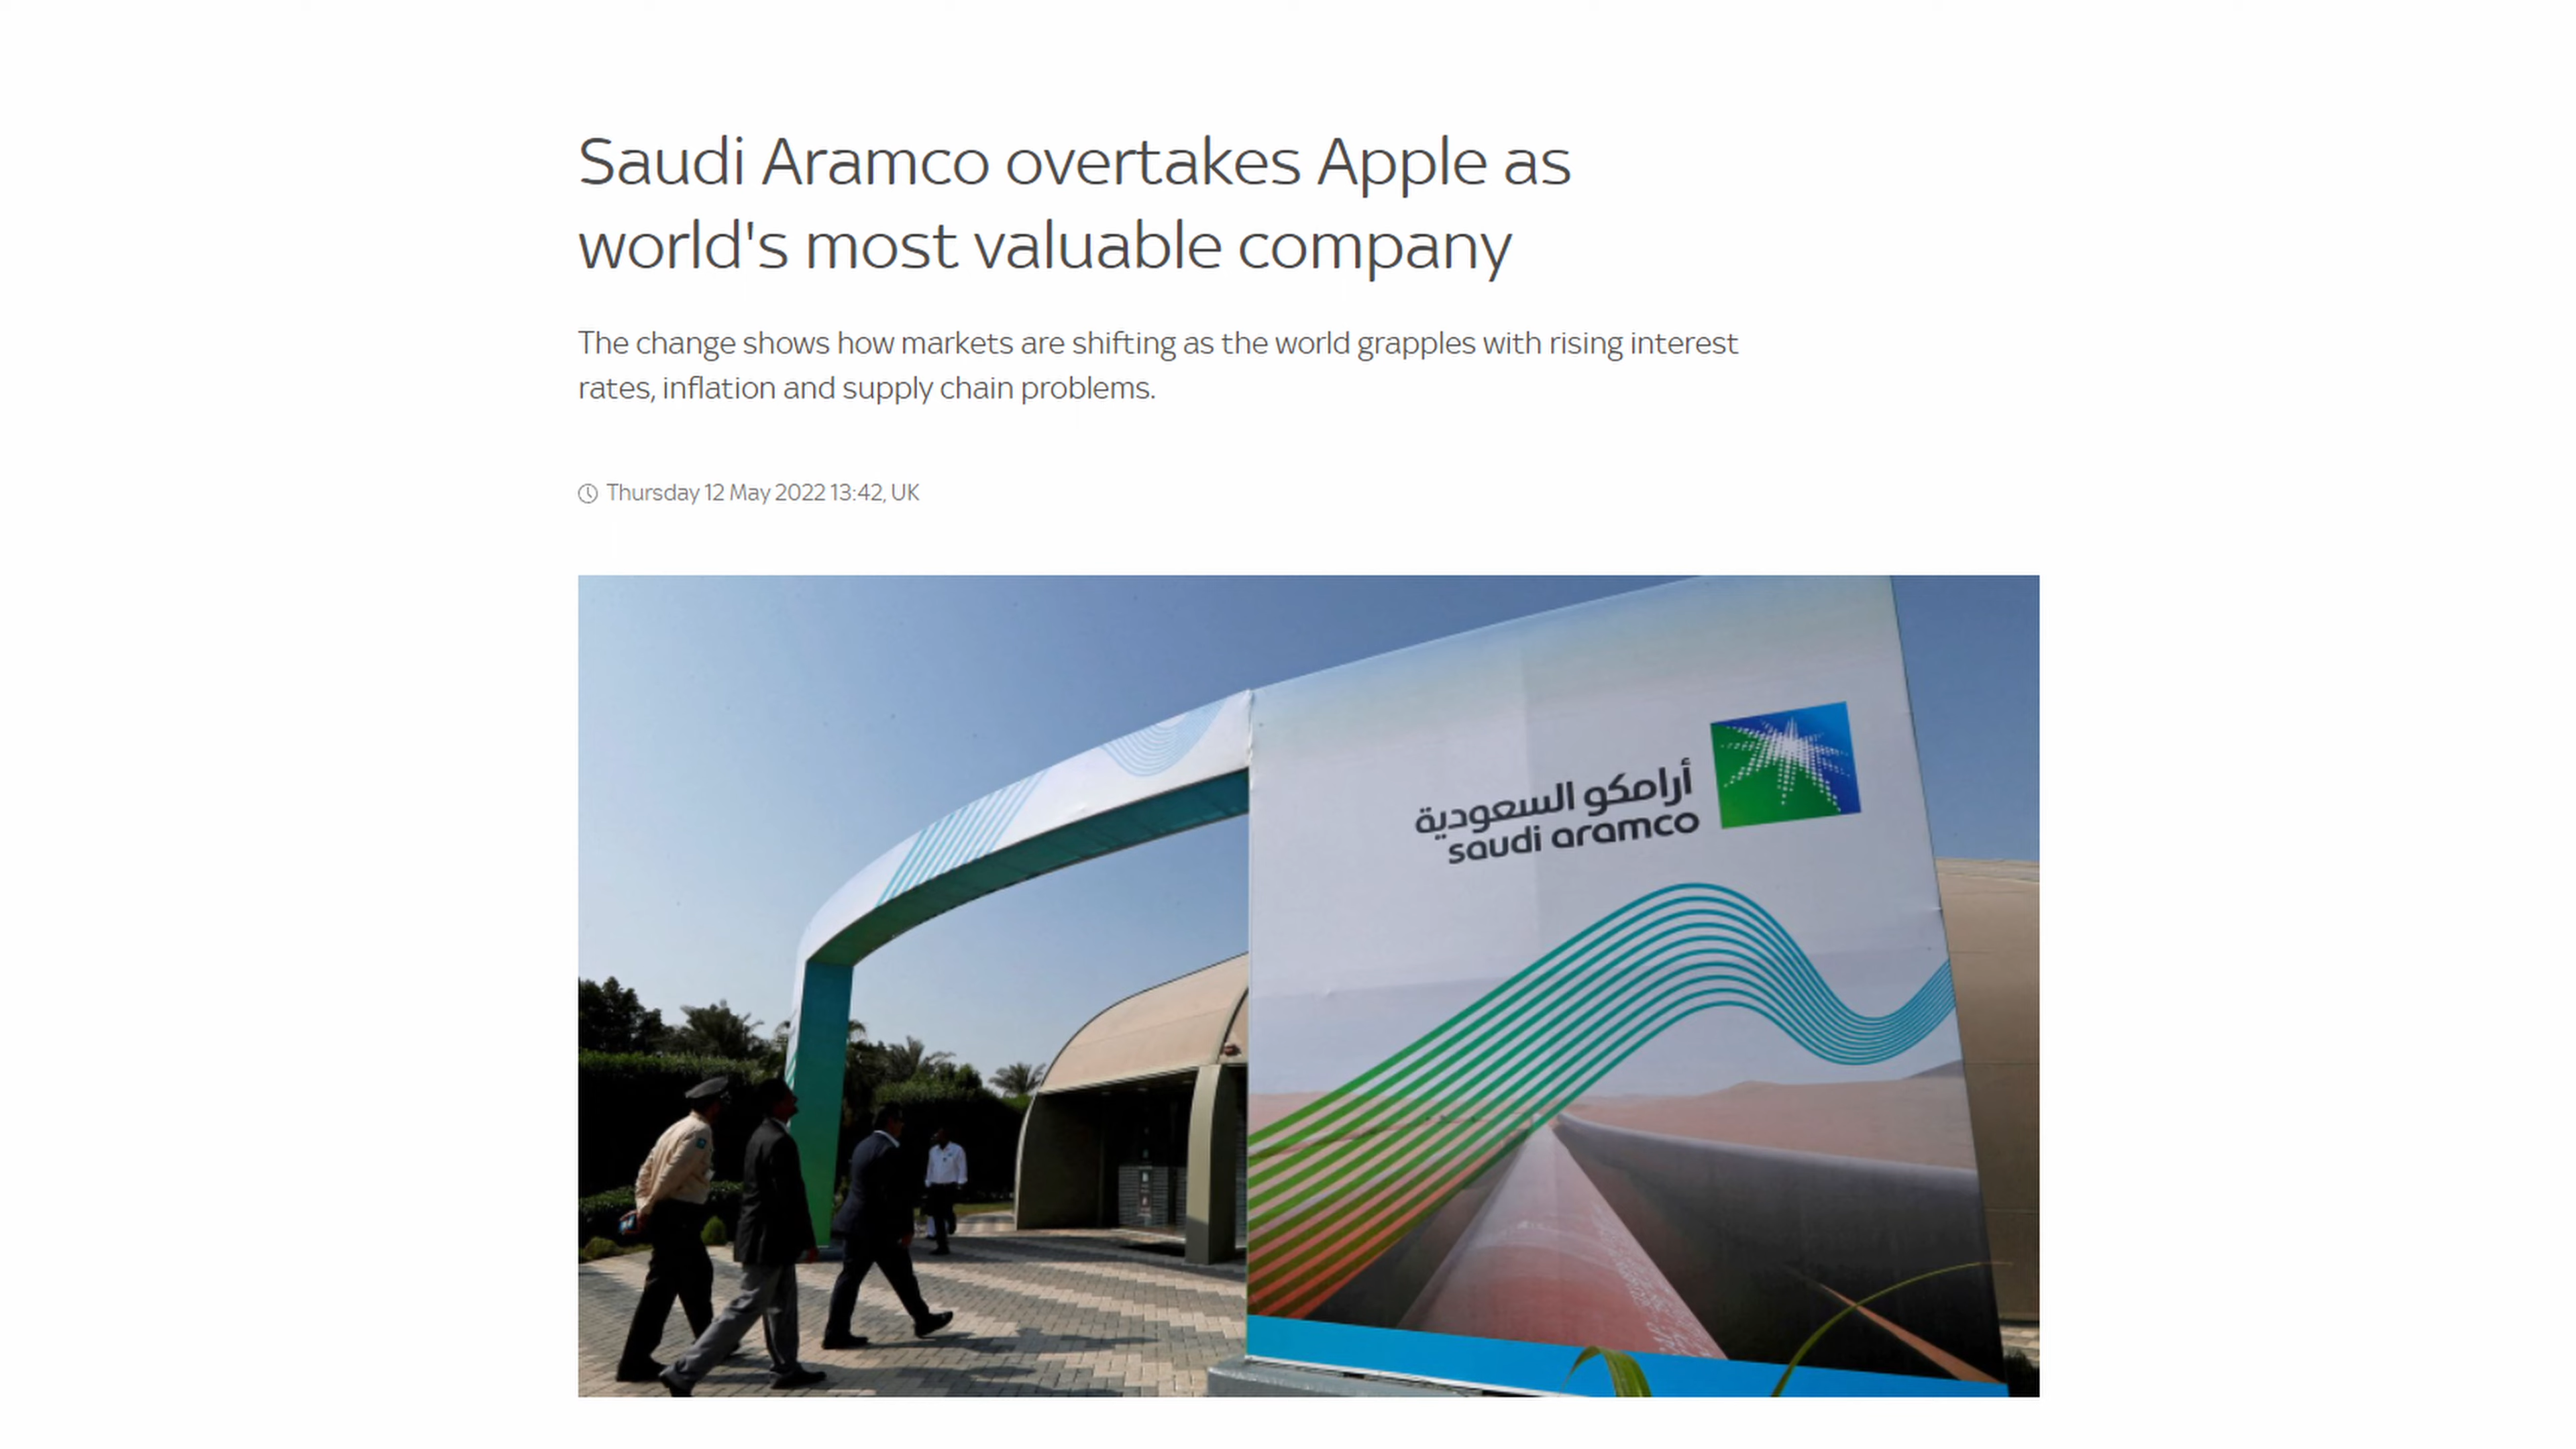 Saudi Aramco overtakes Apple as
world's most valuable company
The change shows how markets are shifting as the world grapples with rising interest
rates, inflation and supply chain problems.
Thursday 12 May 2022 13:42, UK
أرامكو السعودية
saudi aramco